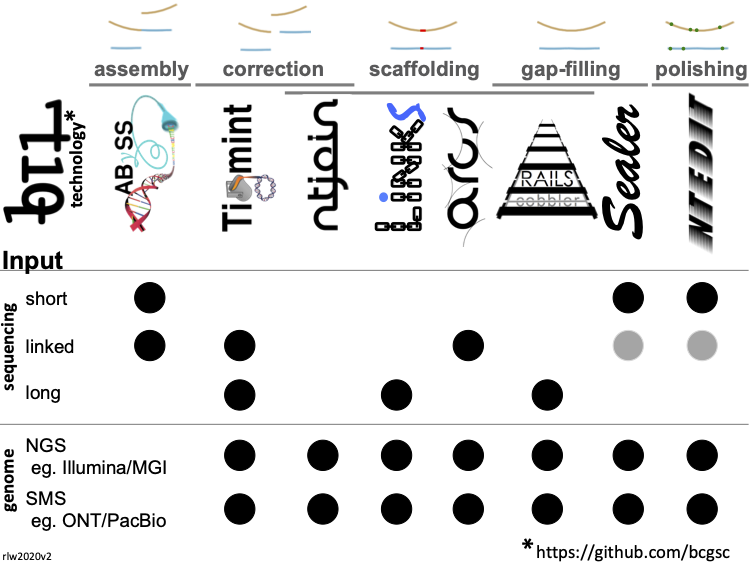 assembly correction scaffolding gap-filling polishing
btl
technology*
ABySS
Tigmint
ntjoin
LINKS
arcs
RAILS
cobbler
Sealer
NTEDIT
Input
sequencing
short
linked
long
genome
NGS
eg. Illumina/MGI
SMS
eg. ONT/PacBio
rlw2020v2
*https://github.com/bcgsc